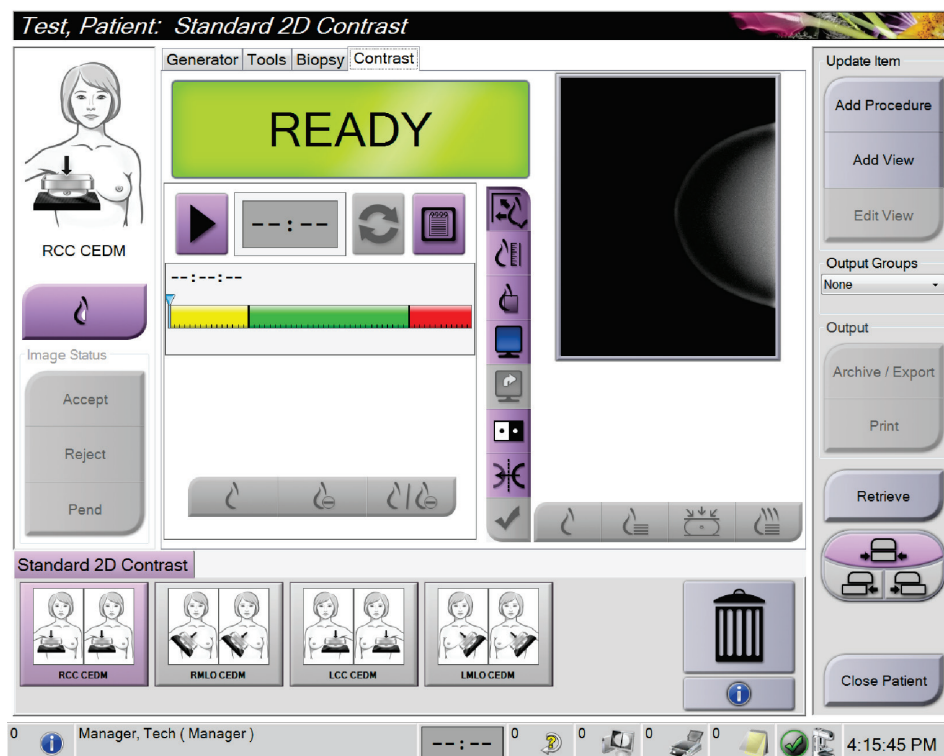 Test, Patient: Standard 2D Contrast
Generator Tools Biopsy Contrast
READY
RCC CEDM
--:--
9999
--:--:--
Image Status
Accept
Reject
Pend
Update Item
Add Procedure
Add View
Edit View
Output Groups
None
Output
Archive / Export
Print
Retrieve
Standard 2D Contrast
RCC CEDM
RMLO CEDM
LCC CEDM
LMLO CEDM
Close Patient
0 Manager, Tech ( Manager ) --:-- 0 0 0 0 4:15:45 PM